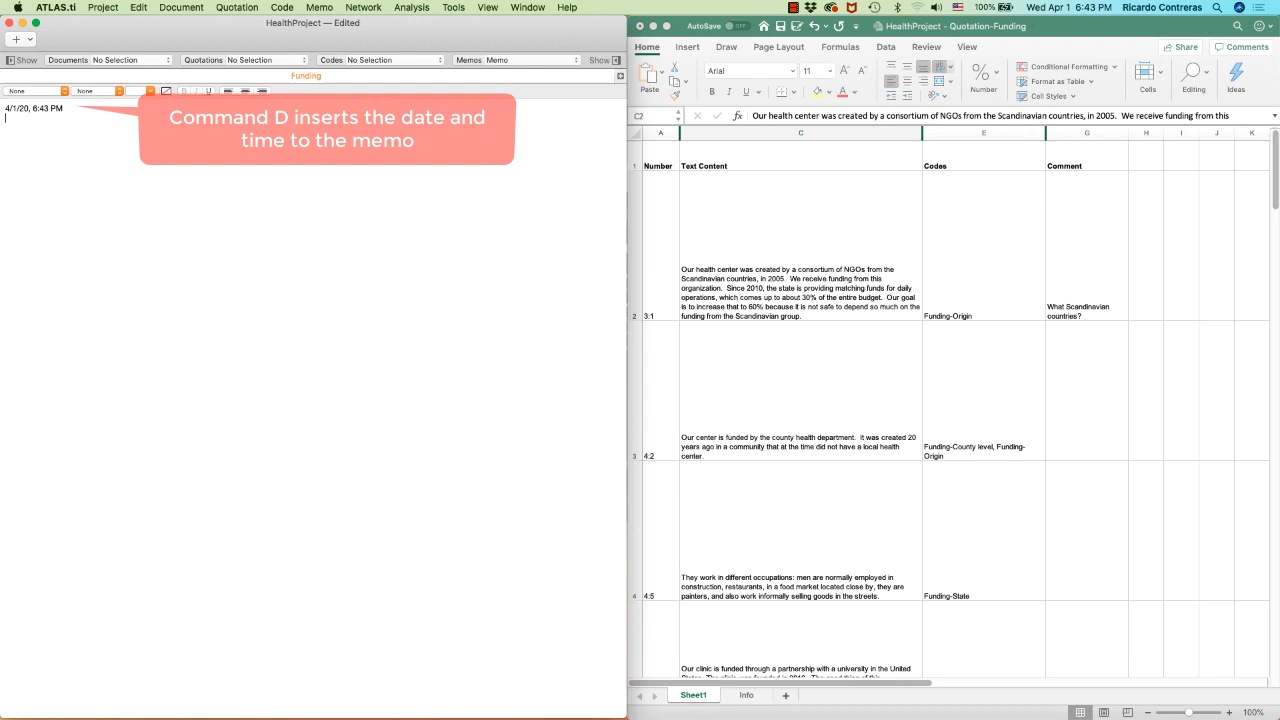 ATLAS.ti Project Edit Document Quotation Code Memo Network Analysis Tools View Window Help
100% Wed Apr 1 6:43 PM Ricardo Contreras
HealthProject — Edited
Show Documents No Selection Quotations No Selection Codes No Selection Memos Memo Show
Funding
None None B I U
4/1/20, 6:43 PM
Command D inserts the date and
time to the memo
AutoSave OFF HealthProject - Quotation-Funding
Home Insert Draw Page Layout Formulas Data Review View Share Comments
Paste Arial 11 A A
B I U A
% Number
Conditional Formatting
Format as Table
Cell Styles
Cells Editing Ideas
C2 fx Our health center was created by a consortium of NGOs from the Scandinavian countries, in 2005. We receive funding from this
A C E G H I J K
1 Number Text Content Codes Comment
Our health center was created by a consortium of NGOs from the
Scandinavian countries, in 2005. We receive funding from this
organization. Since 2010, the state is providing matching funds for daily
operations, which comes up to about 30% of the entire budget. Our goal
is to increase that to 60% because it is not safe to depend so much on the
funding from the Scandinavian group.
2 3:1
Funding-Origin
What Scandinavian
countries?
Our center is funded by the county health department. It was created 20
years ago in a community that at the time did not have a local health
center.
3 4:2
Funding-County level, Funding-
Origin
They work in different occupations: men are normally employed in
construction, restaurants, in a food market located close by, they are
painters, and also work informally selling goods in the streets.
4 4:5
Funding-State
Our clinic is funded through a partnership with a university in the United
Sheet1 Info
100%